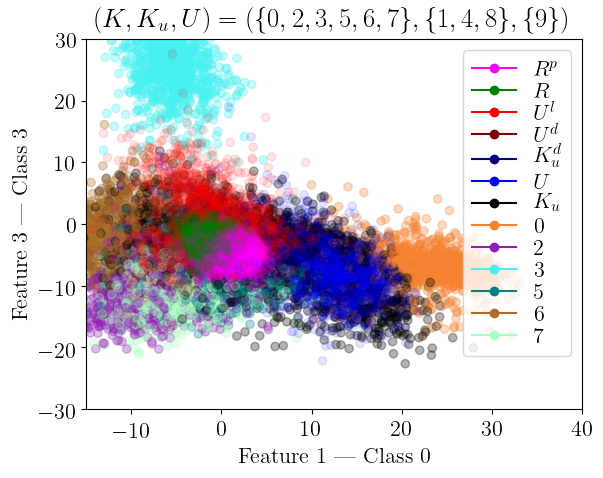 (K, K_u, U) = ({0, 2, 3, 5, 6, 7}, {1, 4, 8}, {9})
30
20
10
0
−10
−20
−30
Feature 3 — Class 3
R^p
R
U^l
U^d
K_u^d
U
K_u
0
2
3
5
6
7
−10
0
10
20
30
40
Feature 1 — Class 0